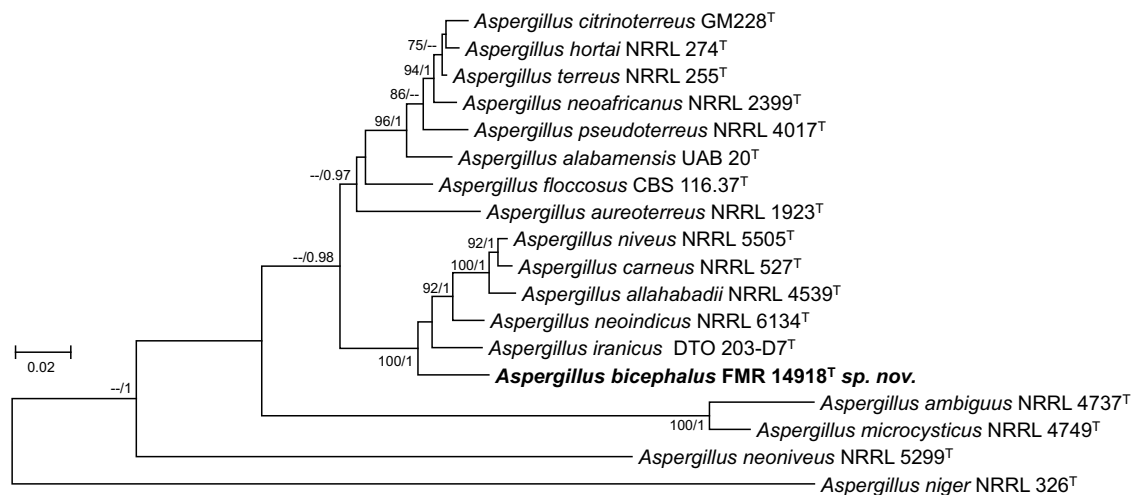 Aspergillus citrinoterreus GM228ᵀ
75/--
Aspergillus hortai NRRL 274ᵀ
94/1
Aspergillus terreus NRRL 255ᵀ
86/--
Aspergillus neoafricanus NRRL 2399ᵀ
96/1
Aspergillus pseudoterreus NRRL 4017ᵀ
Aspergillus alabamensis UAB 20ᵀ
--/0.97
Aspergillus floccosus CBS 116.37ᵀ
Aspergillus aureoterreus NRRL 1923ᵀ
92/1
Aspergillus niveus NRRL 5505ᵀ
--/0.98
100/1
Aspergillus carneus NRRL 527ᵀ
92/1
Aspergillus allahabadii NRRL 4539ᵀ
Aspergillus neoindicus NRRL 6134ᵀ
Aspergillus iranicus DTO 203-D7ᵀ
0.02
100/1
Aspergillus bicephalus FMR 14918ᵀ sp. nov.
--/1
Aspergillus ambiguus NRRL 4737ᵀ
100/1
Aspergillus microcysticus NRRL 4749ᵀ
Aspergillus neoniveus NRRL 5299ᵀ
Aspergillus niger NRRL 326ᵀ